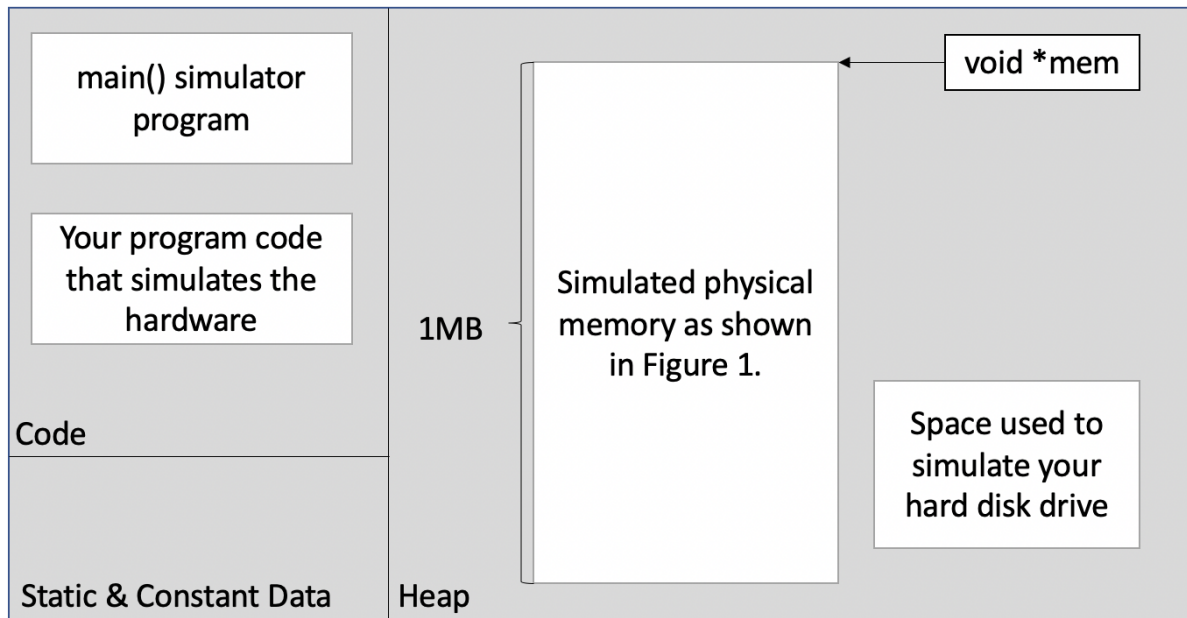 main() simulator
program
Your program code
that simulates the
hardware
Code
Static & Constant Data
void *mem
1MB
Simulated physical
memory as shown
in Figure 1.
Space used to
simulate your
hard disk drive
Heap